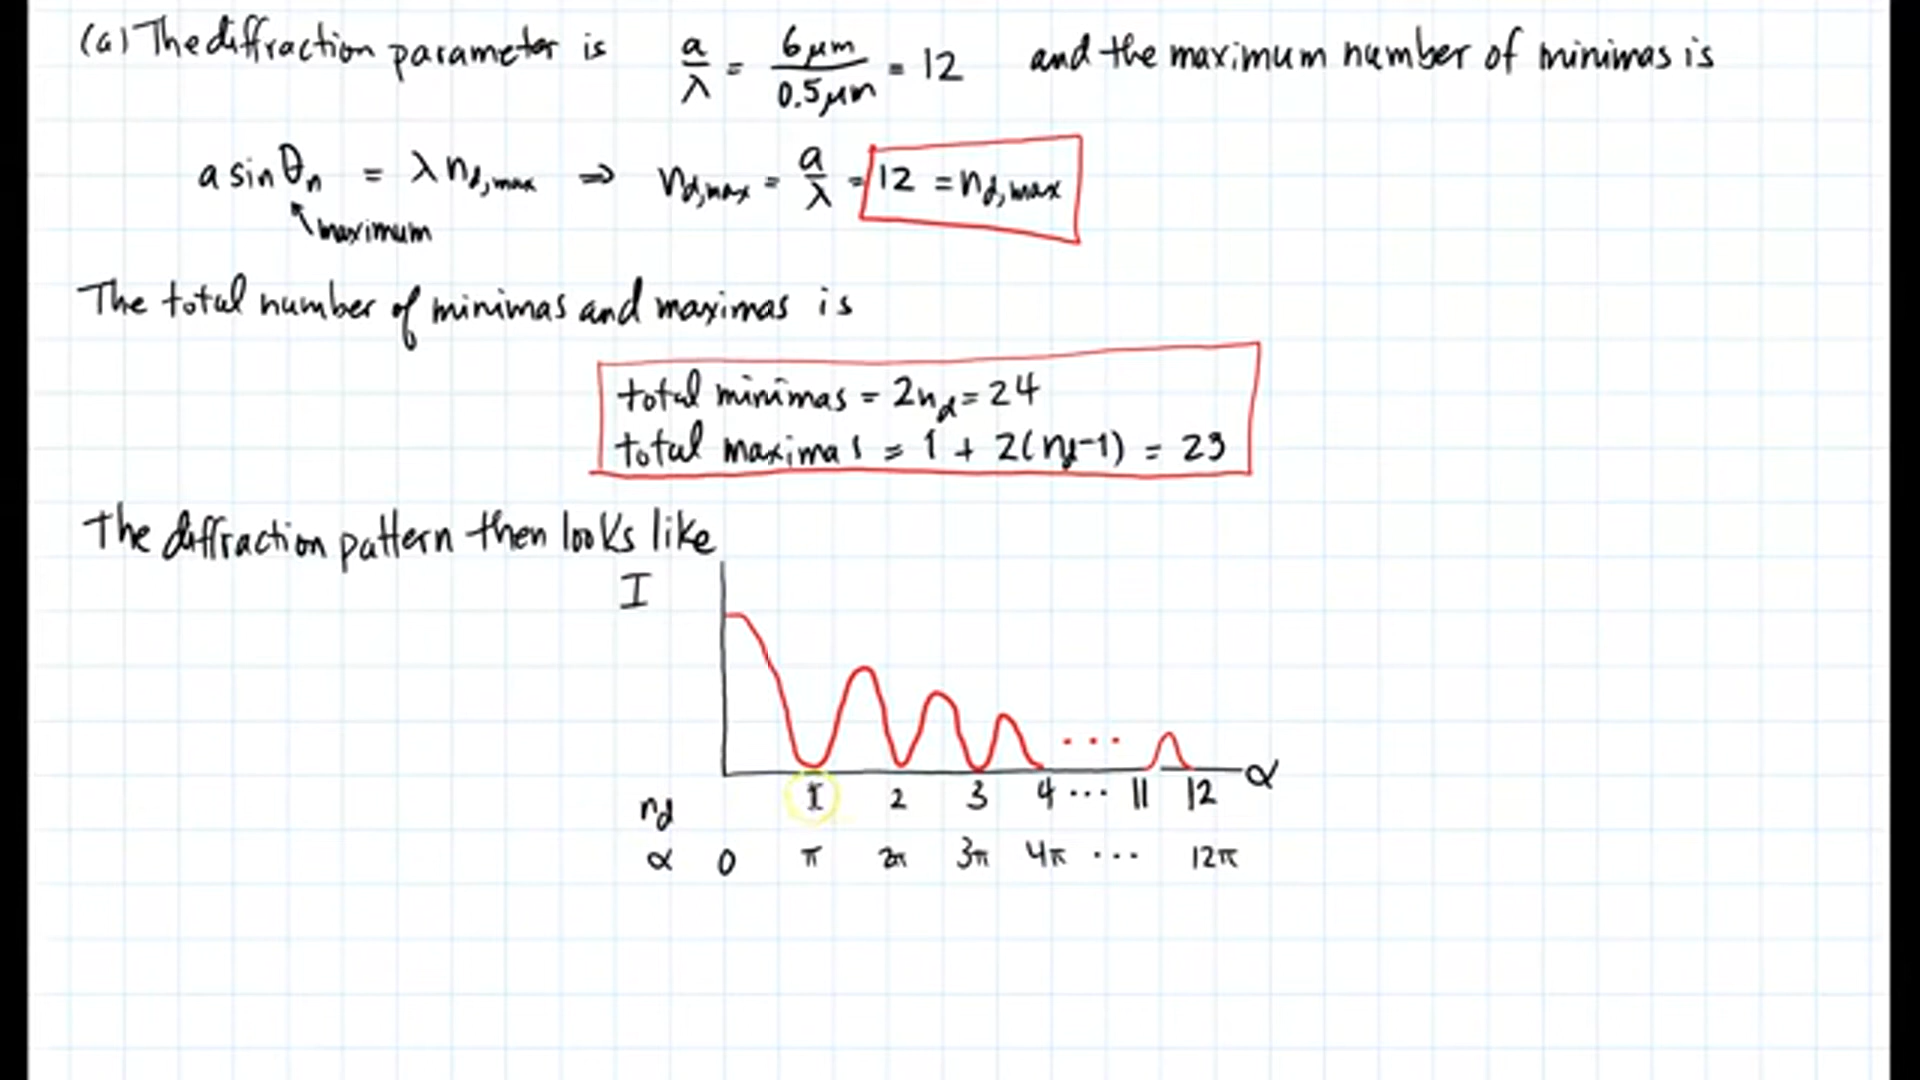 (a) The diffraction parameter is a/λ = 6μm/0.5μm = 12 and the maximum number of minimas is
a sin θn = λ nd,max ⇒ nd,max = a/λ = 12 = nd,max
maximum
The total number of minimas and maximas is
total minimas = 2nd = 24
total maximas = 1 + 2(nd-1) = 23
The diffraction pattern then looks like
I
... α
nd 1 2 3 4 ... 11 12
α 0 π 2π 3π 4π ... 12π